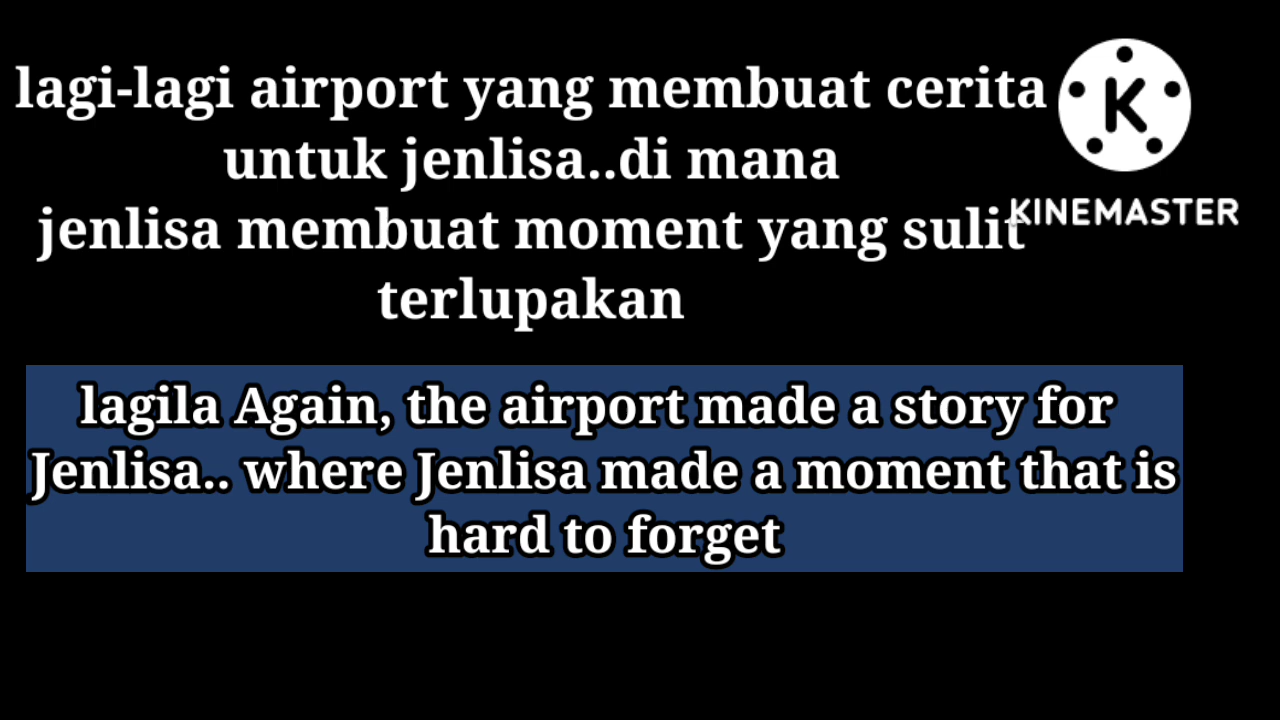 lagi-lagi airport yang membuat cerita
untuk jenlisa..di mana
jenlisa membuat moment yang sulit
terlupakan
K
KINEMASTER
lagila Again, the airport made a story for
Jenlisa.. where Jenlisa made a moment that is
hard to forget